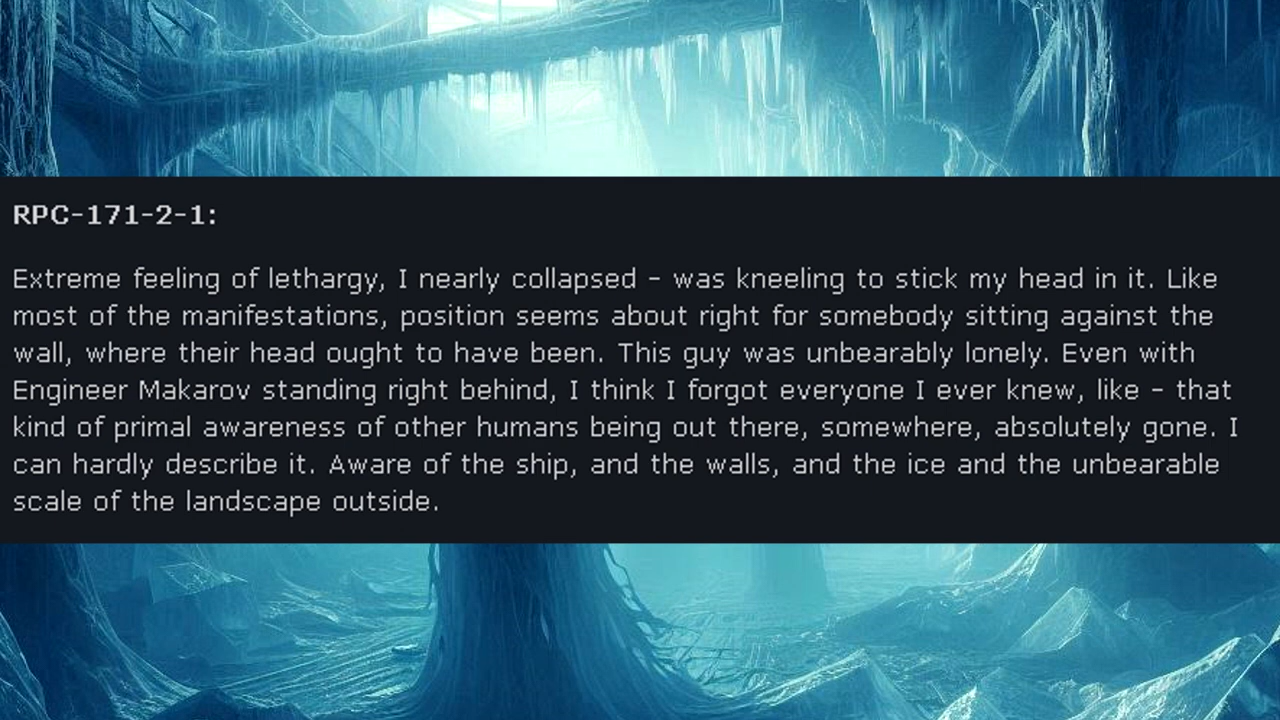 RPC-171-2-1:
Extreme feeling of lethargy, I nearly collapsed – was kneeling to stick my head in it. Like
most of the manifestations, position seems about right for somebody sitting against the
wall, where their head ought to have been. This guy was unbearably lonely. Even with
Engineer Makarov standing right behind, I think I forgot everyone I ever knew, like – that
kind of primal awareness of other humans being out there, somewhere, absolutely gone. I
can hardly describe it. Aware of the ship, and the walls, and the ice and the unbearable
scale of the landscape outside.